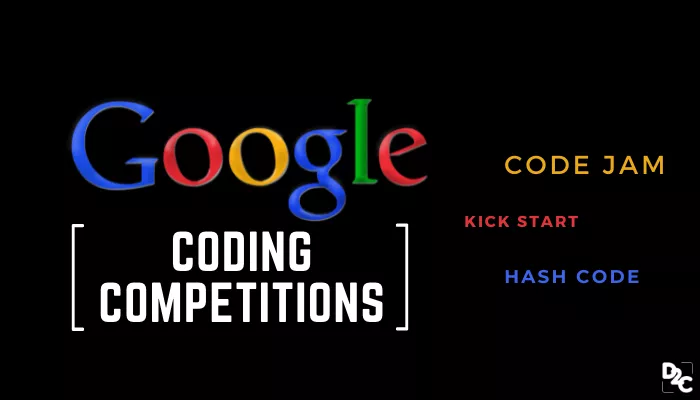 Google
CODING
COMPETITIONS
CODE JAM
KICK START
HASH CODE
D2C